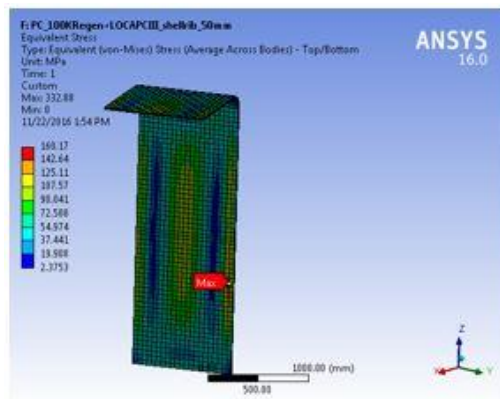 F: PC_100KRegen+LOCAPCIII_shellrib_50mm
Equivalent Stress
Type: Equivalent (von-Mises) Stress (Average Across Bodies) - Top/Bottom
Unit: MPa
Time: 1
Custom
Max: 332.88
Min: 0
11/22/2016 1:54 PM
ANSYS
16.0
160.17
142.64
125.11
107.57
90.041
72.508
54.974
37.441
19.908
2.3753
Max
1000.00 (mm)
500.00
Z
X
Y